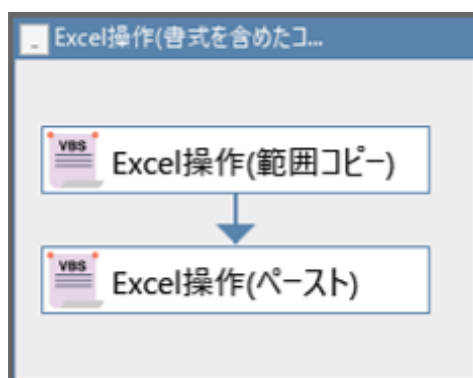 Excel操作(書式を含めたコ...
VBS
Excel操作(範囲コピー)
VBS
Excel操作(ペースト)